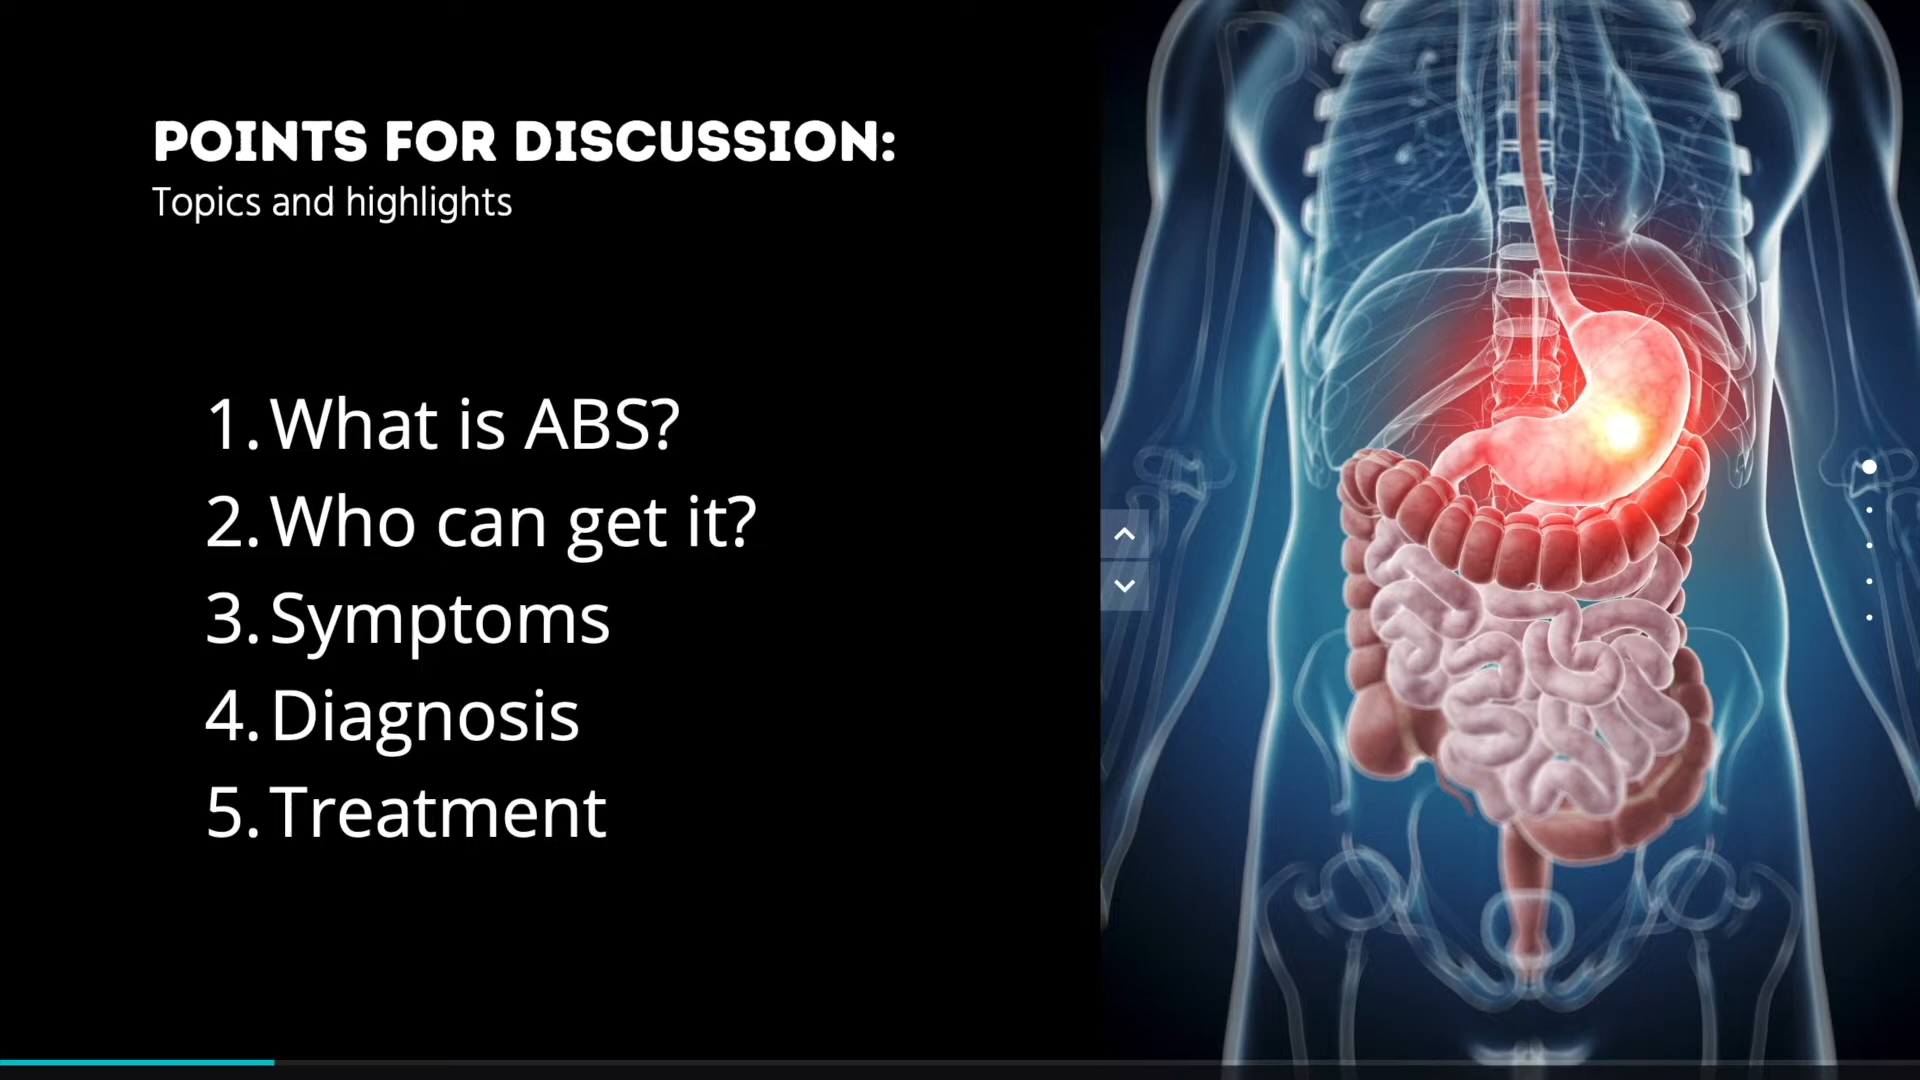 POINTS FOR DISCUSSION:
Topics and highlights
1. What is ABS?
2. Who can get it?
3. Symptoms
4. Diagnosis
5. Treatment